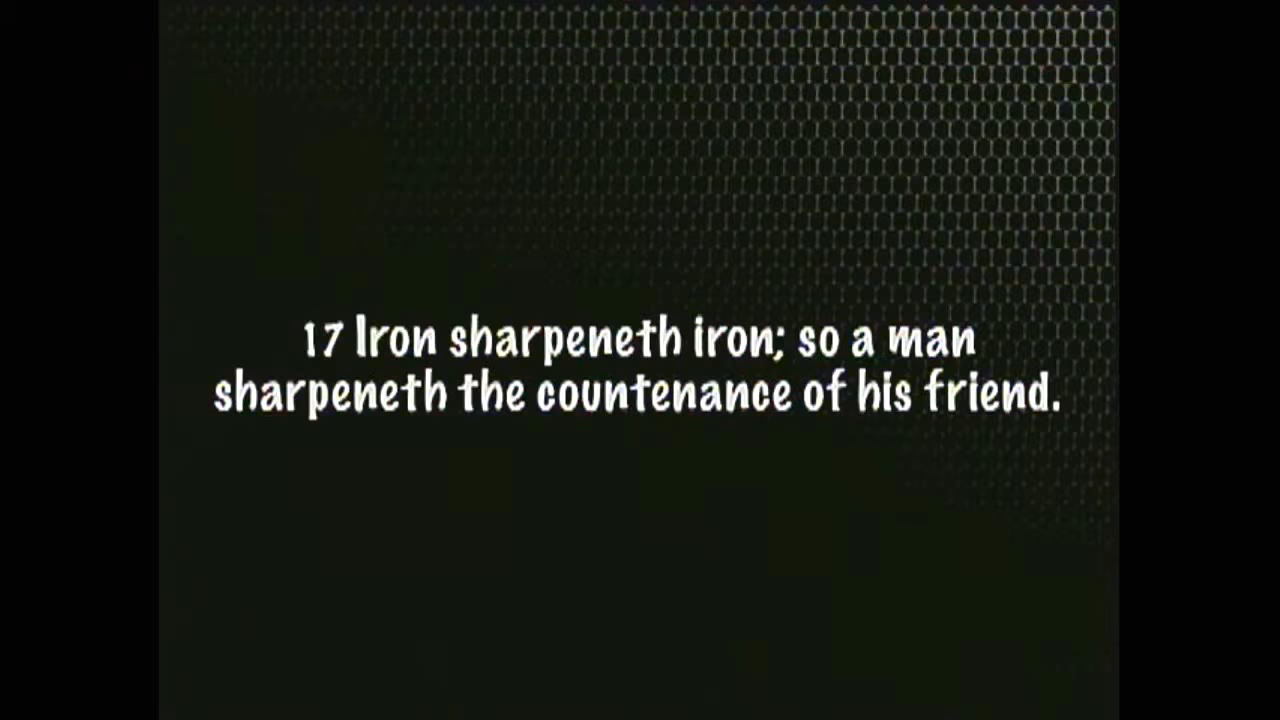 17 Iron sharpeneth iron; so a man
sharpeneth the countenance of his friend.